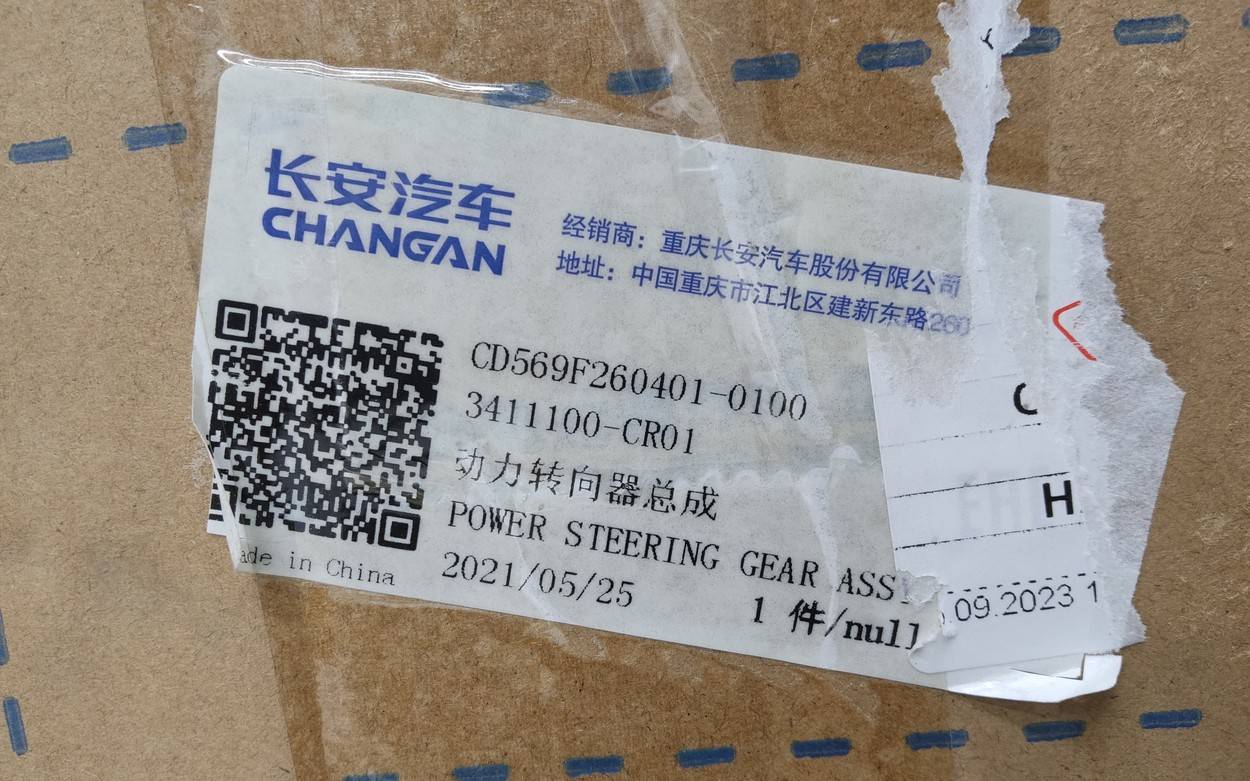 长安汽车
CHANGAN
经销商：重庆长安汽车股份有限公司
地址：中国重庆市江北区建新东路260
CD569F260401-0100
3411100-CR01
动力转向器总成
POWER STEERING GEAR ASSY
2021/05/25
1 件/null
ade in China
H
.09.2023 1